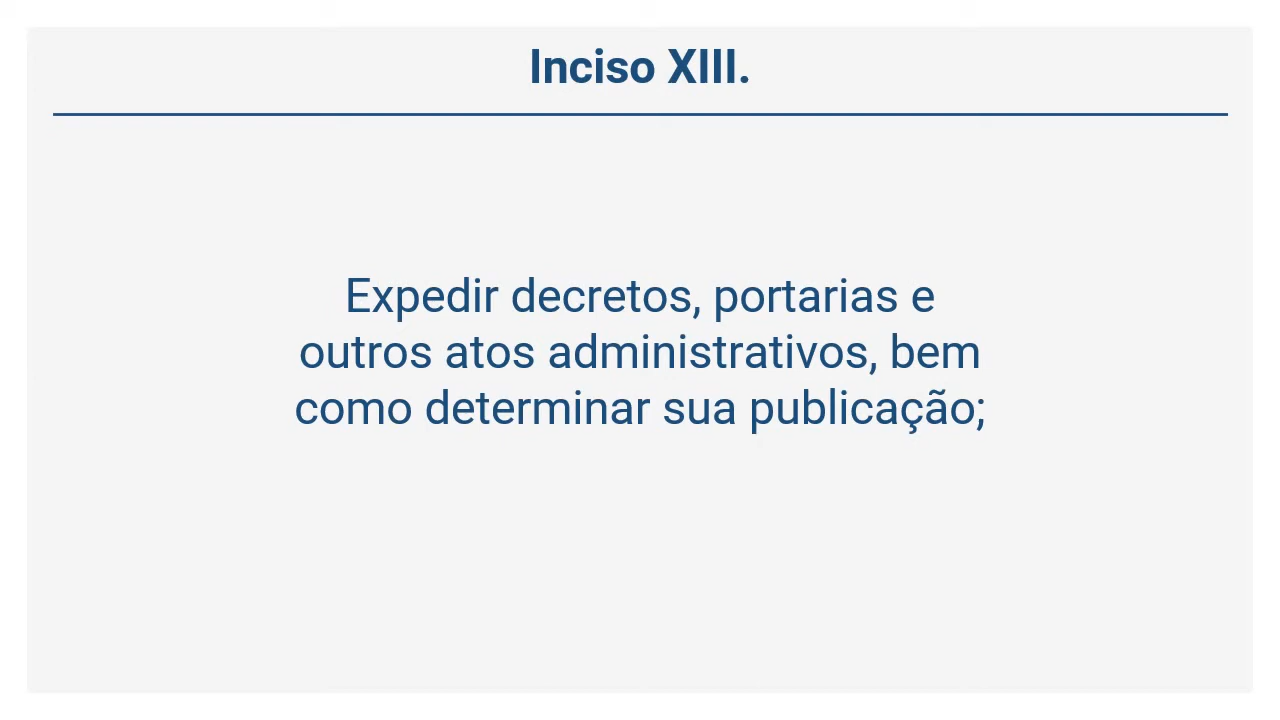 Inciso XIII.
Expedir decretos, portarias e
outros atos administrativos, bem
como determinar sua publicação;